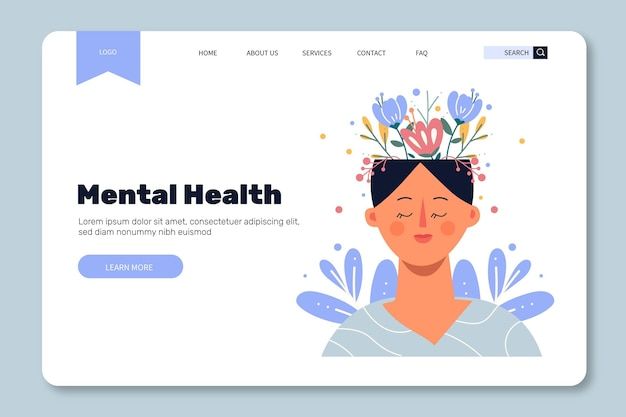 LOGO
HOME ABOUT US SERVICES CONTACT FAQ SEARCH
Mental Health
Lorem ipsum dolor sit amet, consectetuer adipiscing elit,
sed diam nonummy nibh euismod
LEARN MORE